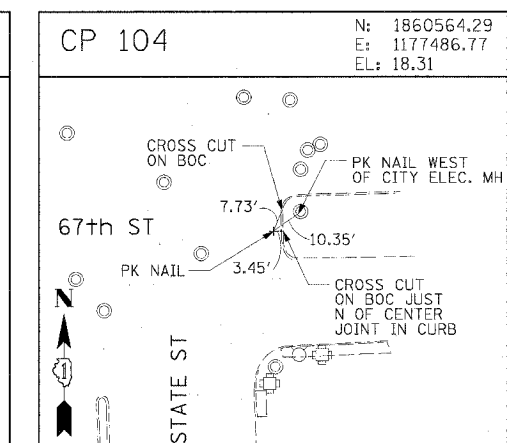 CP 104
N: 1860564.29
E: 1177486.77
EL: 18.31
CROSS CUT
ON BOC
PK NAIL WEST
OF CITY ELEC. MH
7.73'
67th ST
10.35'
PK NAIL
3.45'
CROSS CUT
ON BOC JUST
N OF CENTER
JOINT IN CURB
N
1
STATE ST